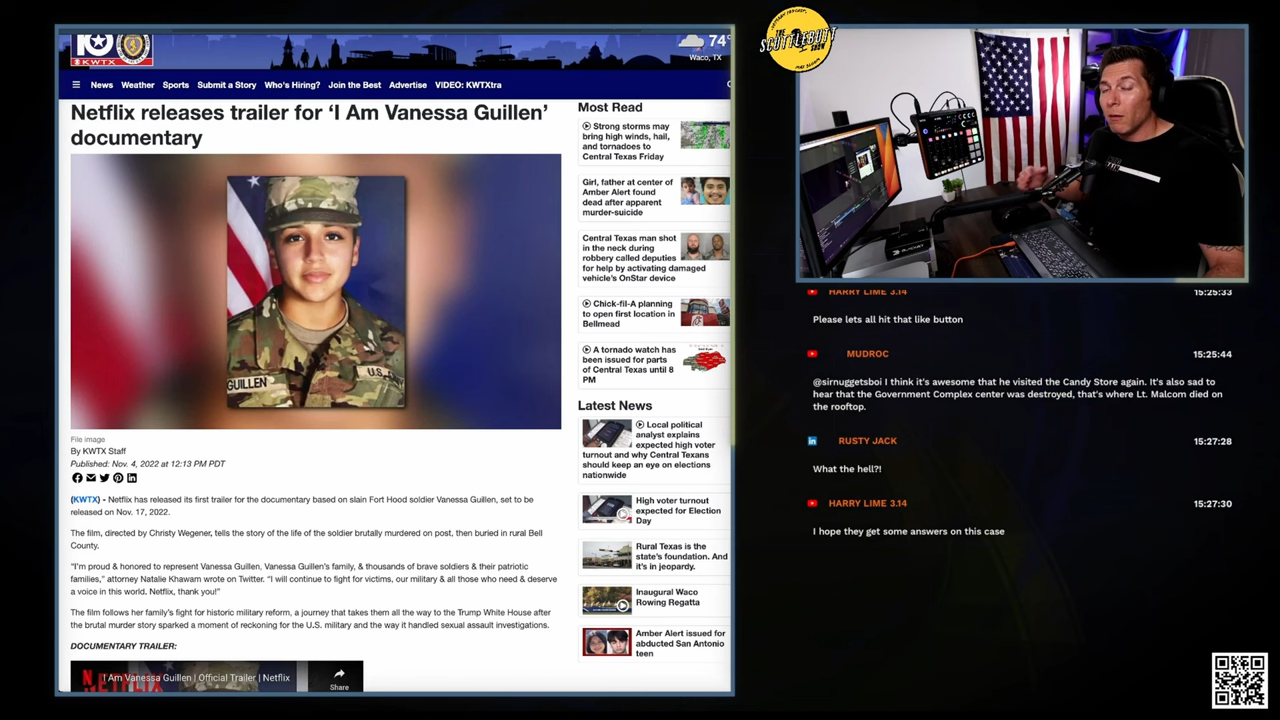 10
KWTX
74°
Waco, TX
☰ News Weather Sports Submit a Story Who's Hiring? Join the Best Advertise VIDEO: KWTXtra
Netflix releases trailer for 'I Am Vanessa Guillen'
documentary
GUILLEN
U.S.
File image
By KWTX Staff
Published: Nov. 4, 2022 at 12:13 PM PDT
(KWTX) - Netflix has released its first trailer for the documentary based on slain Fort Hood soldier Vanessa Guillen, set to be
released on Nov. 17, 2022.
The film, directed by Christy Wegener, tells the story of the life of the soldier brutally murdered on post, then buried in rural Bell
County.
"I'm proud & honored to represent Vanessa Guillen, Vanessa Guillen's family, & thousands of brave soldiers & their patriotic
families," attorney Natalie Khawam wrote on Twitter. "I will continue to fight for victims, our military & all those who need & deserve
a voice in this world. Netflix, thank you!"
The film follows her family's fight for historic military reform, a journey that takes them all the way to the Trump White House after
the brutal murder story sparked a moment of reckoning for the U.S. military and the way it handled sexual assault investigations.
DOCUMENTARY TRAILER:
NETFLIX
I Am Vanessa Guillen | Official Trailer | Netflix
Share
Most Read
Strong storms may
bring high winds, hail,
and tornadoes to
Central Texas Friday
Girl, father at center of
Amber Alert found
dead after apparent
murder-suicide
Central Texas man shot
in the neck during
robbery called deputies
for help by activating damaged
vehicle's OnStar device
Chick-fil-A planning
to open first location in
Bellmead
A tornado watch has
been issued for parts
of Central Texas until 8
PM
Latest News
Local political
analyst explains
expected high voter
turnout and why Central Texans
should keep an eye on elections
nationwide
High voter turnout
expected for Election
Day
Rural Texas is the
state's foundation. And
it's in jeopardy.
Inaugural Waco
Rowing Regatta
Amber Alert issued for
abducted San Antonio
teen
THE
SCUTTLEBUTT
SHOW
HARRY LIME 3.14 15:25:33
Please lets all hit that like button
MUDROC 15:25:44
@sirnuggetsboi I think it's awesome that he visited the Candy Store again. It's also sad to
hear that the Government Complex center was destroyed, that's where Lt. Malcom died on
the rooftop.
RUSTY JACK 15:27:28
What the hell?!
HARRY LIME 3.14 15:27:30
I hope they get some answers on this case